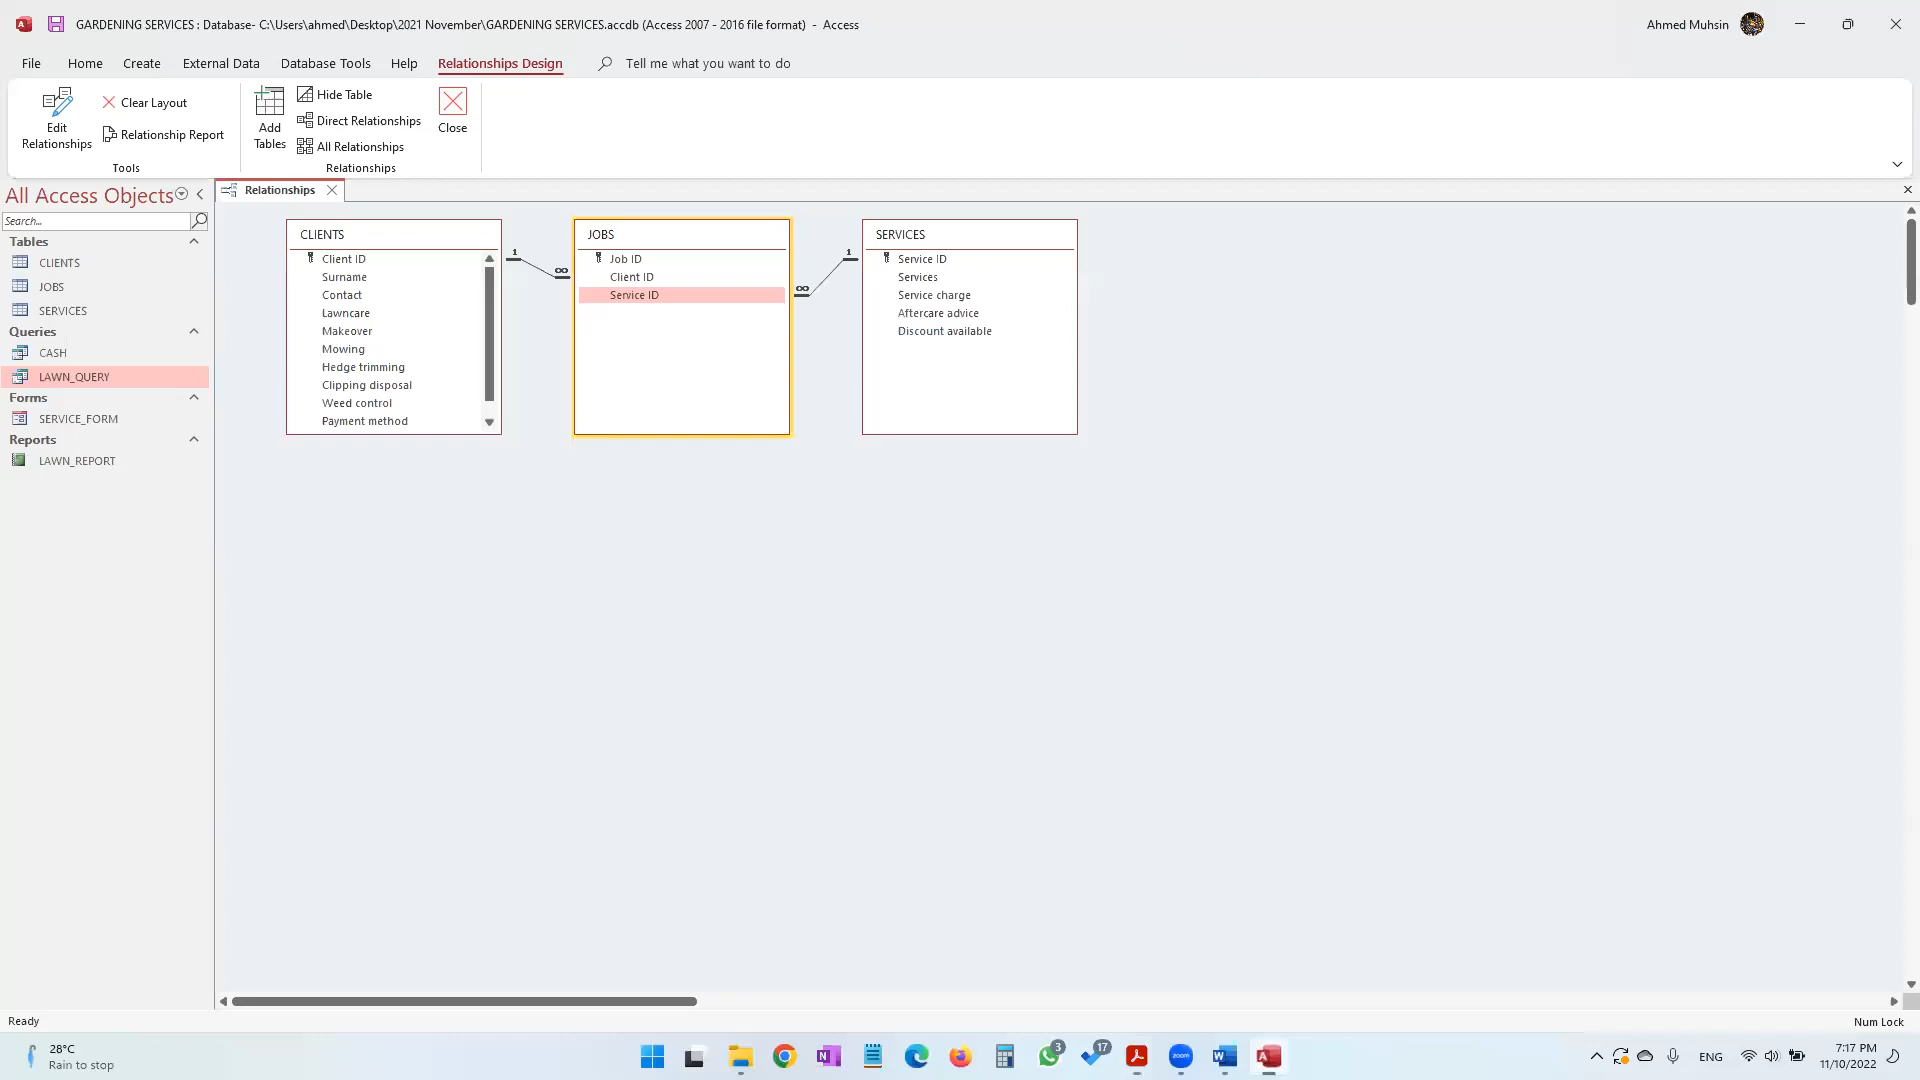 GARDENING SERVICES : Database- C:\Users\ahmed\Desktop\2021 November\GARDENING SERVICES.accdb (Access 2007 - 2016 file format) - Access
Ahmed Muhsin
File Home Create External Data Database Tools Help Relationships Design Tell me what you want to do
Edit Relationships
Clear Layout
Relationship Report
Tools
Add Tables
Hide Table
Direct Relationships
All Relationships
Close
Relationships
All Access Objects
Search...
Tables
CLIENTS
JOBS
SERVICES
Queries
CASH
LAWN_QUERY
Forms
SERVICE_FORM
Reports
LAWN_REPORT
Relationships
CLIENTS
Client ID
Surname
Contact
Lawncare
Makeover
Mowing
Hedge trimming
Clipping disposal
Weed control
Payment method
1
∞
JOBS
Job ID
Client ID
Service ID
∞
1
SERVICES
Service ID
Services
Service charge
Aftercare advice
Discount available
Ready
Num Lock
28°C
Rain to stop
3
17
zoom
ENG
7:17 PM
11/10/2022